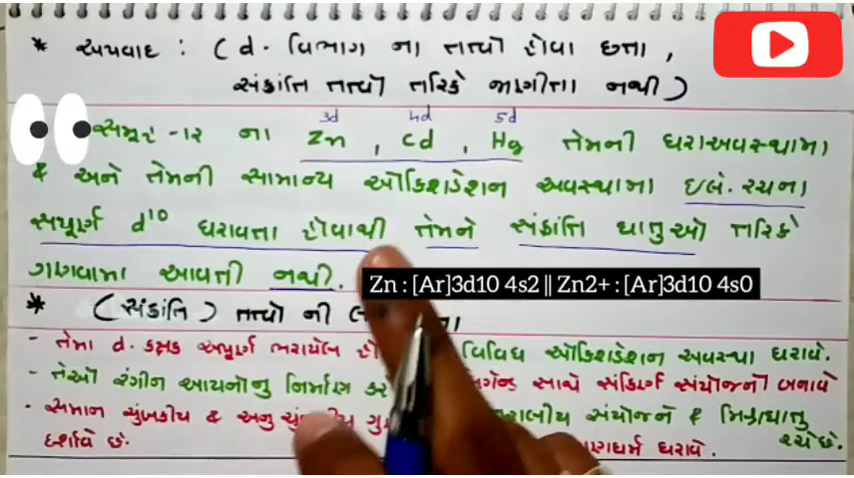 * અપવાદ : ( d - વિભાગ ના તત્વો હોવા છતા ,
સંક્રાંતિ તત્વો તરિકે જાણીતા નથી )
3d 4d 5d
સમૂહ -૧૨ ના Zn , Cd , Hg તેમની ધરાઅવસ્થામા
& અને તેમની સામાન્ય ઓક્સિડેશન અવસ્થામા ઇલે. રચના
સપૂર્ણ d¹⁰ ધરાવતા હોવાથી તેમને સંક્રાંતિ ધાતુઓ તરિકે
ગણવામા આવતી નથી.
Zn : [Ar]3d10 4s2 || Zn2+ : [Ar]3d10 4s0
* (સંક્રાંતિ) તત્વો ની
- તેમા d- કક્ષક અપૂર્ણ ભરાયેલ વિવિધ ઓક્સિડેશન અવસ્થા ધરાવે.
- તેઓ રંગીન આયનોનુ નિર્માણ સાથે સંકિર્ણ સંયોજનો બનાવે
- સમાન ચુંબકીય & અનુ સંયોજને & મિશ્રધાતુ
દર્શાવે છે. ધરાવે. રચે છે.